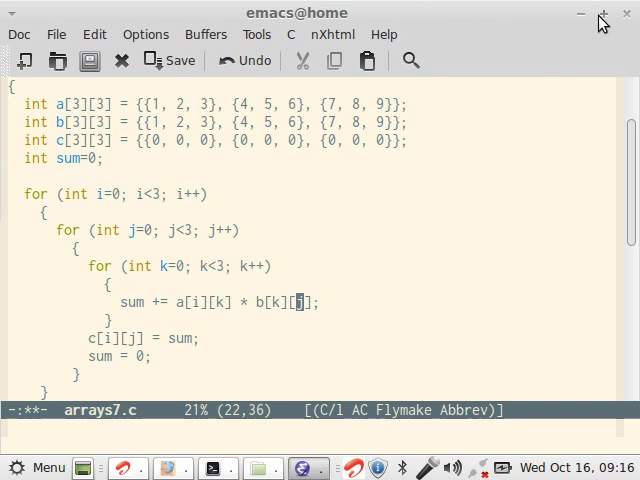 emacs@home
Doc File Edit Options Buffers Tools C nXhtml Help
Save Undo
{
int a[3][3] = {{1, 2, 3}, {4, 5, 6}, {7, 8, 9}};
int b[3][3] = {{1, 2, 3}, {4, 5, 6}, {7, 8, 9}};
int c[3][3] = {{0, 0, 0}, {0, 0, 0}, {0, 0, 0}};
int sum=0;
for (int i=0; i<3; i++)
{
for (int j=0; j<3; j++)
{
for (int k=0; k<3; k++)
{
sum += a[i][k] * b[k][j];
}
c[i][j] = sum;
sum = 0;
}
}
-:**- arrays7.c 21% (22,36) [(C/l AC Flymake Abbrev)]
Menu . . . . . Wed Oct 16, 09:16